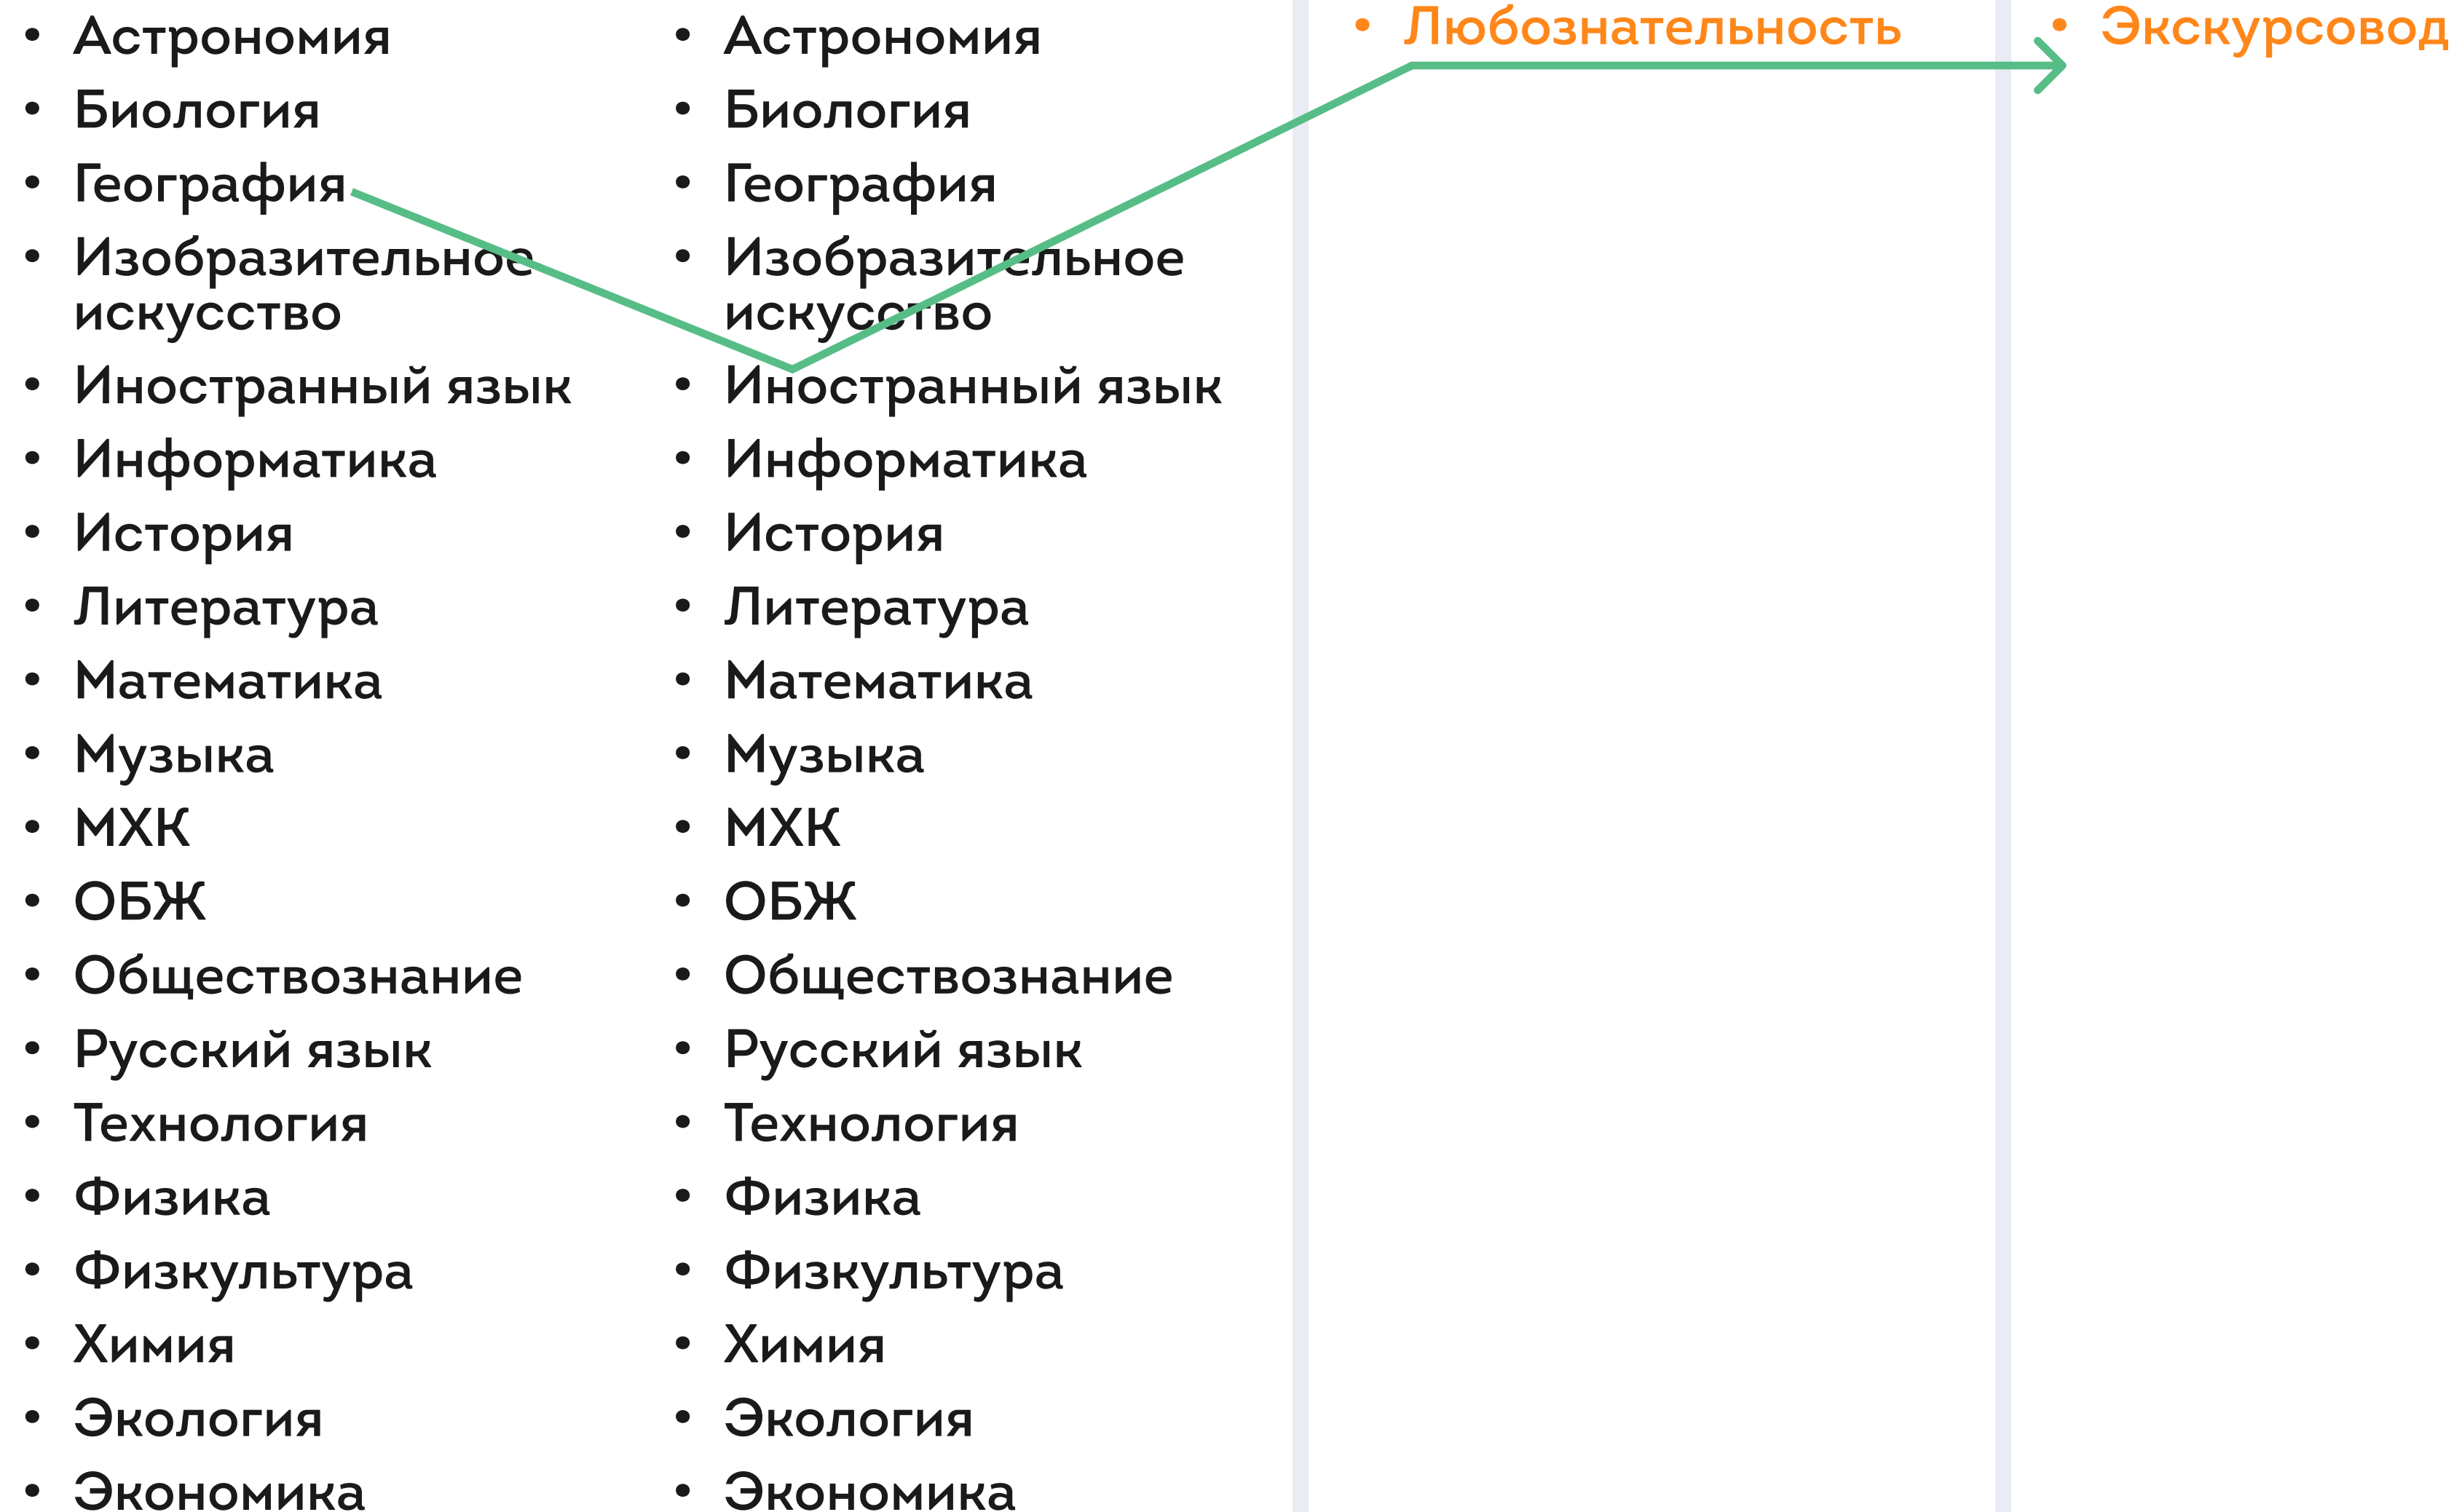 • Астрономия
• Биология
• География
• Изобразительное
искусство
• Иностранный язык
• Информатика
• История
• Литература
• Математика
• Музыка
• МХК
• ОБЖ
• Обществознание
• Русский язык
• Технология
• Физика
• Физкультура
• Химия
• Экология
• Экономика
• Астрономия
• Биология
• География
• Изобразительное
искусство
• Иностранный язык
• Информатика
• История
• Литература
• Математика
• Музыка
• МХК
• ОБЖ
• Обществознание
• Русский язык
• Технология
• Физика
• Физкультура
• Химия
• Экология
• Экономика
• Любознательность
• Экскурсовод